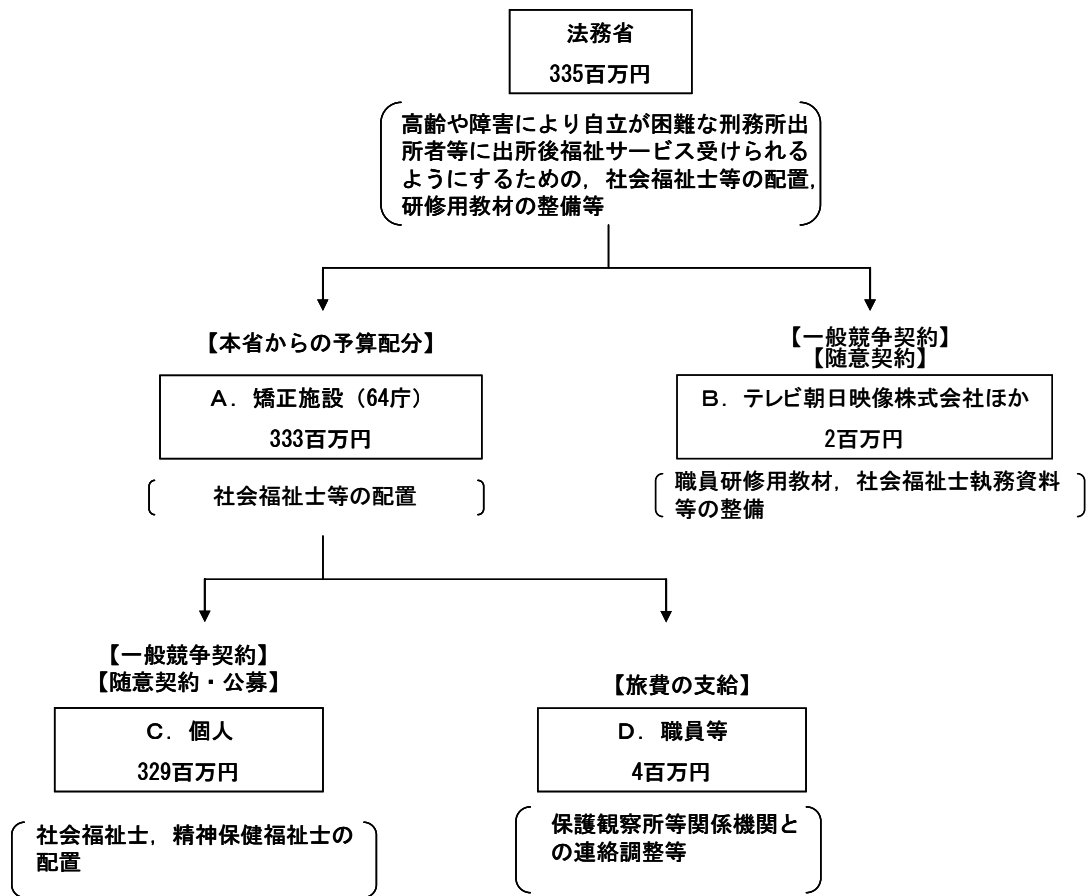 法務省
335百万円
高齢や障害により自立が困難な刑務所出
所者等に出所後福祉サービス受けられる
ようにするための，社会福祉士等の配置，
研修用教材の整備等
【本省からの予算配分】
Ａ．矯正施設（64庁）
333百万円
社会福祉士等の配置
【一般競争契約】
【随意契約】
Ｂ．テレビ朝日映像株式会社ほか
2百万円
職員研修用教材，社会福祉士執務資料
等の整備
【一般競争契約】
【随意契約・公募】
Ｃ．個人
329百万円
社会福祉士，精神保健福祉士の
配置
【旅費の支給】
Ｄ．職員等
4百万円
保護観察所等関係機関と
の連絡調整等